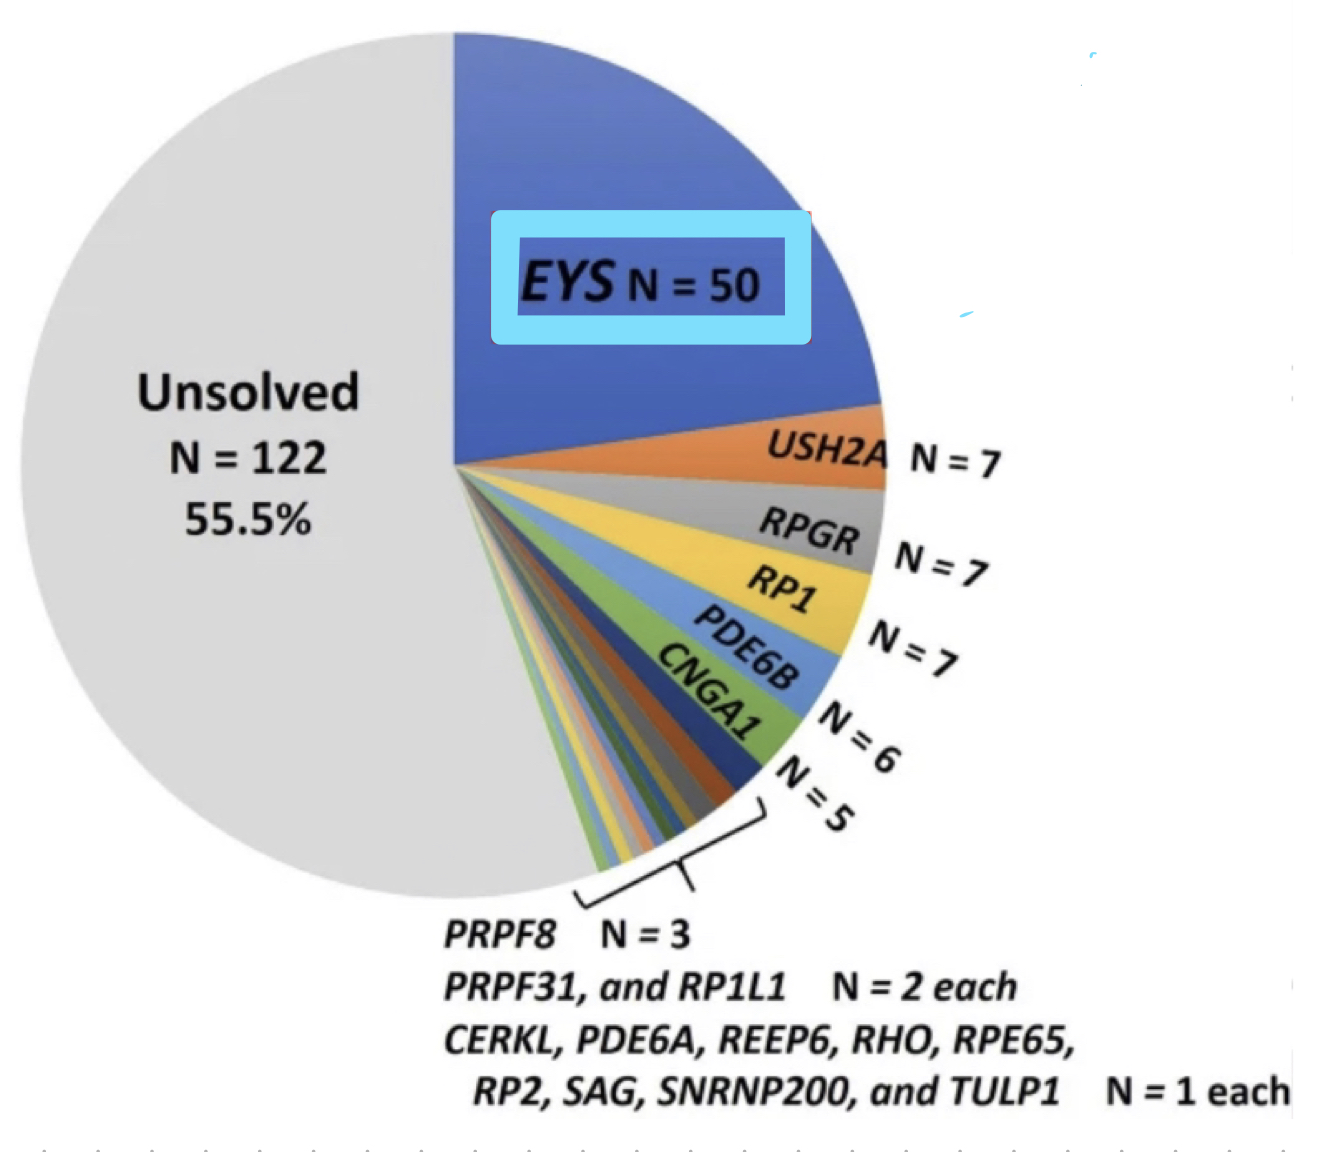 EYS N = 50
Unsolved
N = 122
55.5%
USH2A N = 7
RPGR N = 7
RP1 N = 7
PDE6B N = 6
CNGA1 N = 5
PRPF8 N = 3
PRPF31, and RP1L1 N = 2 each
CERKL, PDE6A, REEP6, RHO, RPE65,
RP2, SAG, SNRNP200, and TULP1 N = 1 each